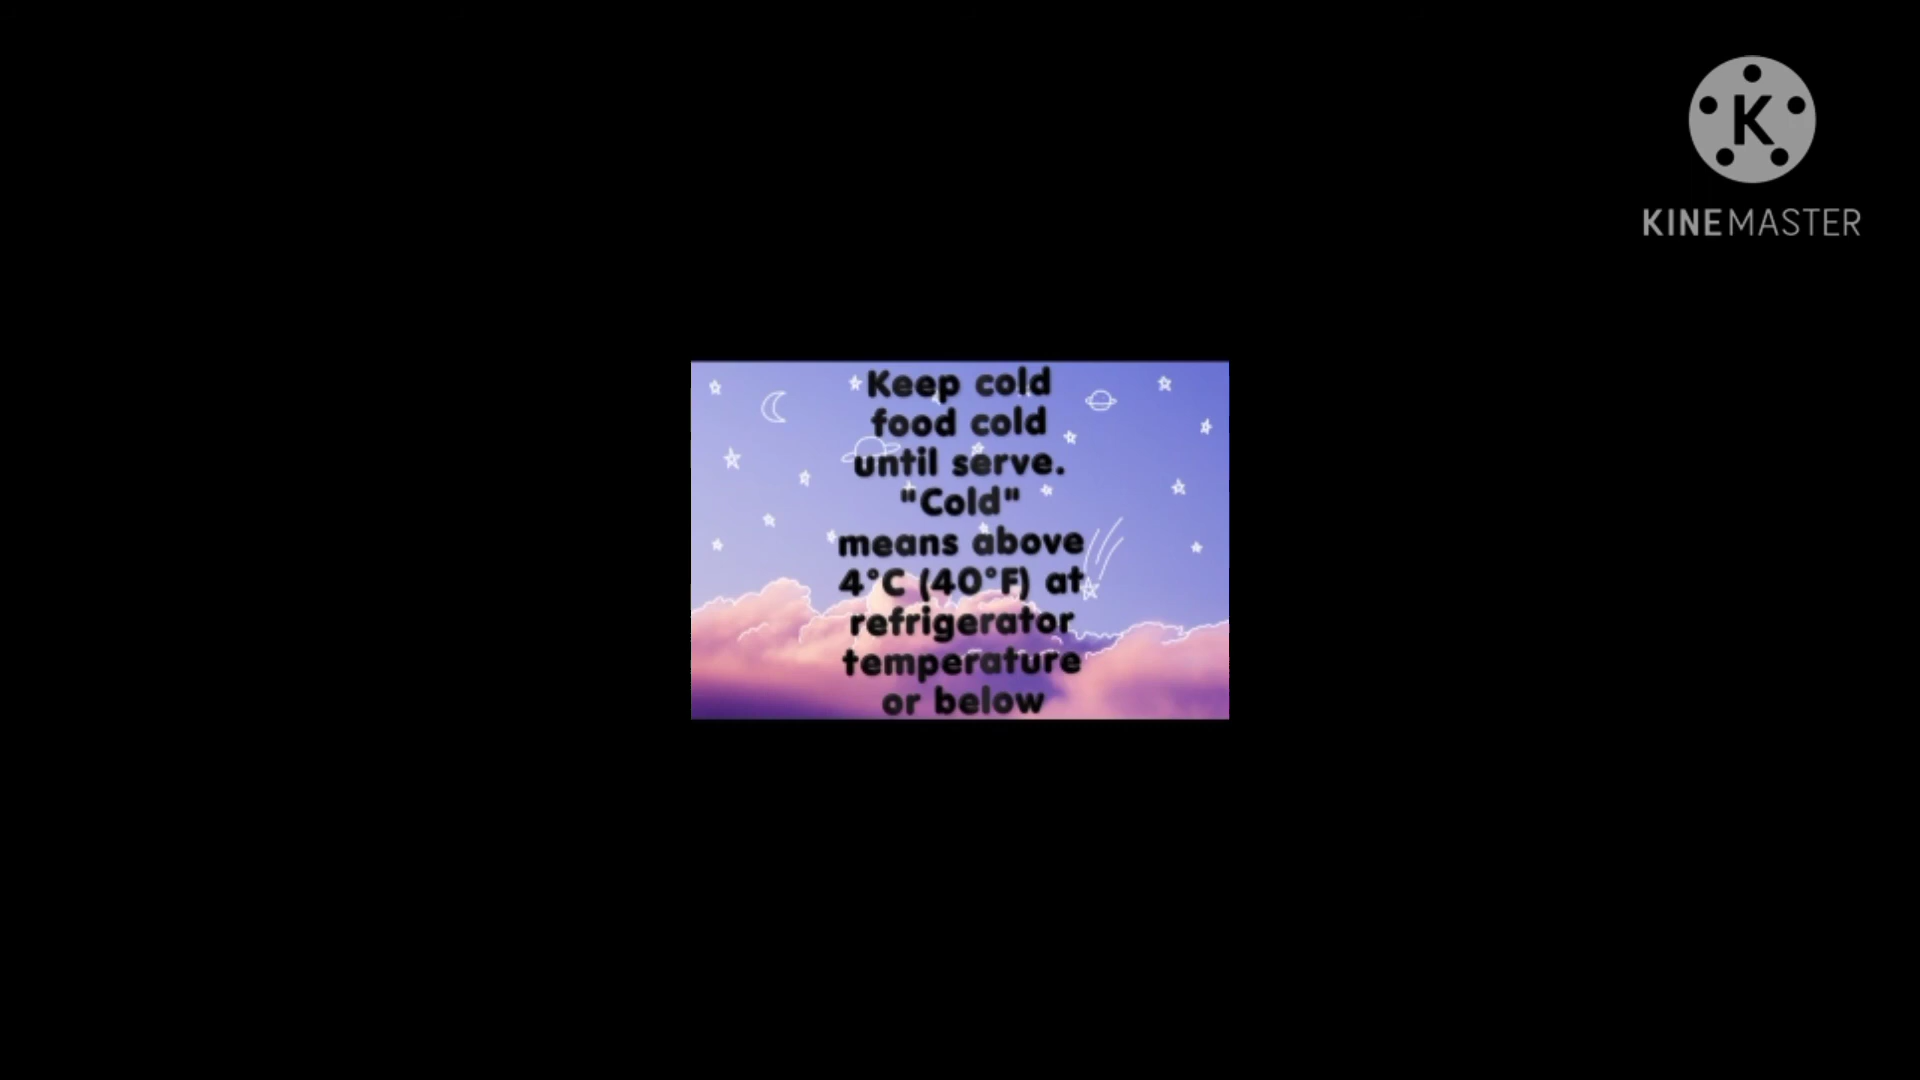 K
KINEMASTER
Keep cold
food cold
until serve.
"Cold"
means above
4°C (40°F) at
refrigerator
temperature
or below